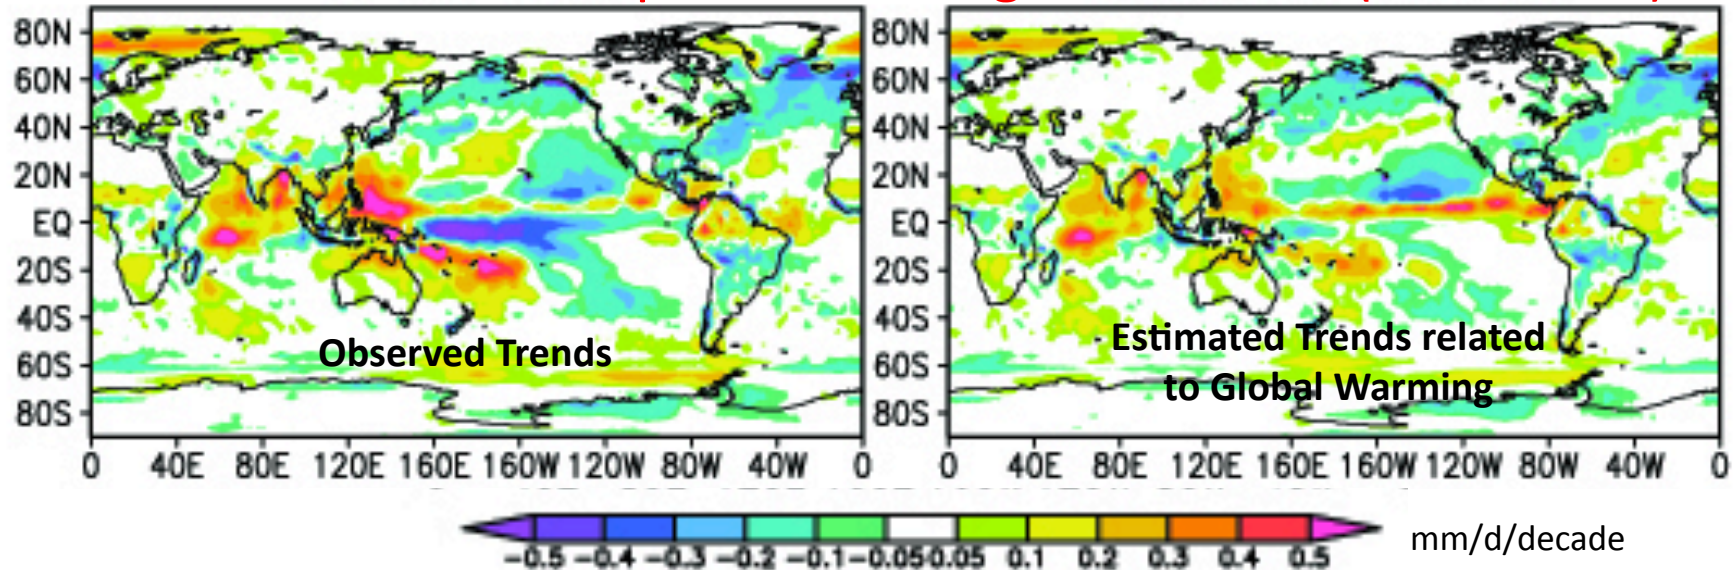 80N
60N
40N
20N
EQ
20S
40S
60S
80S
Observed Trends
0 40E 80E 120E 160E 160W 120W 80W 40W 0
80N
60N
40N
20N
EQ
20S
40S
60S
80S
Estimated Trends related
to Global Warming
0 40E 80E 120E 160E 160W 120W 80W 40W 0
-0.5 -0.4 -0.3 -0.2 -0.1 -0.05 0.05 0.1 0.2 0.3 0.4 0.5 mm/d/decade